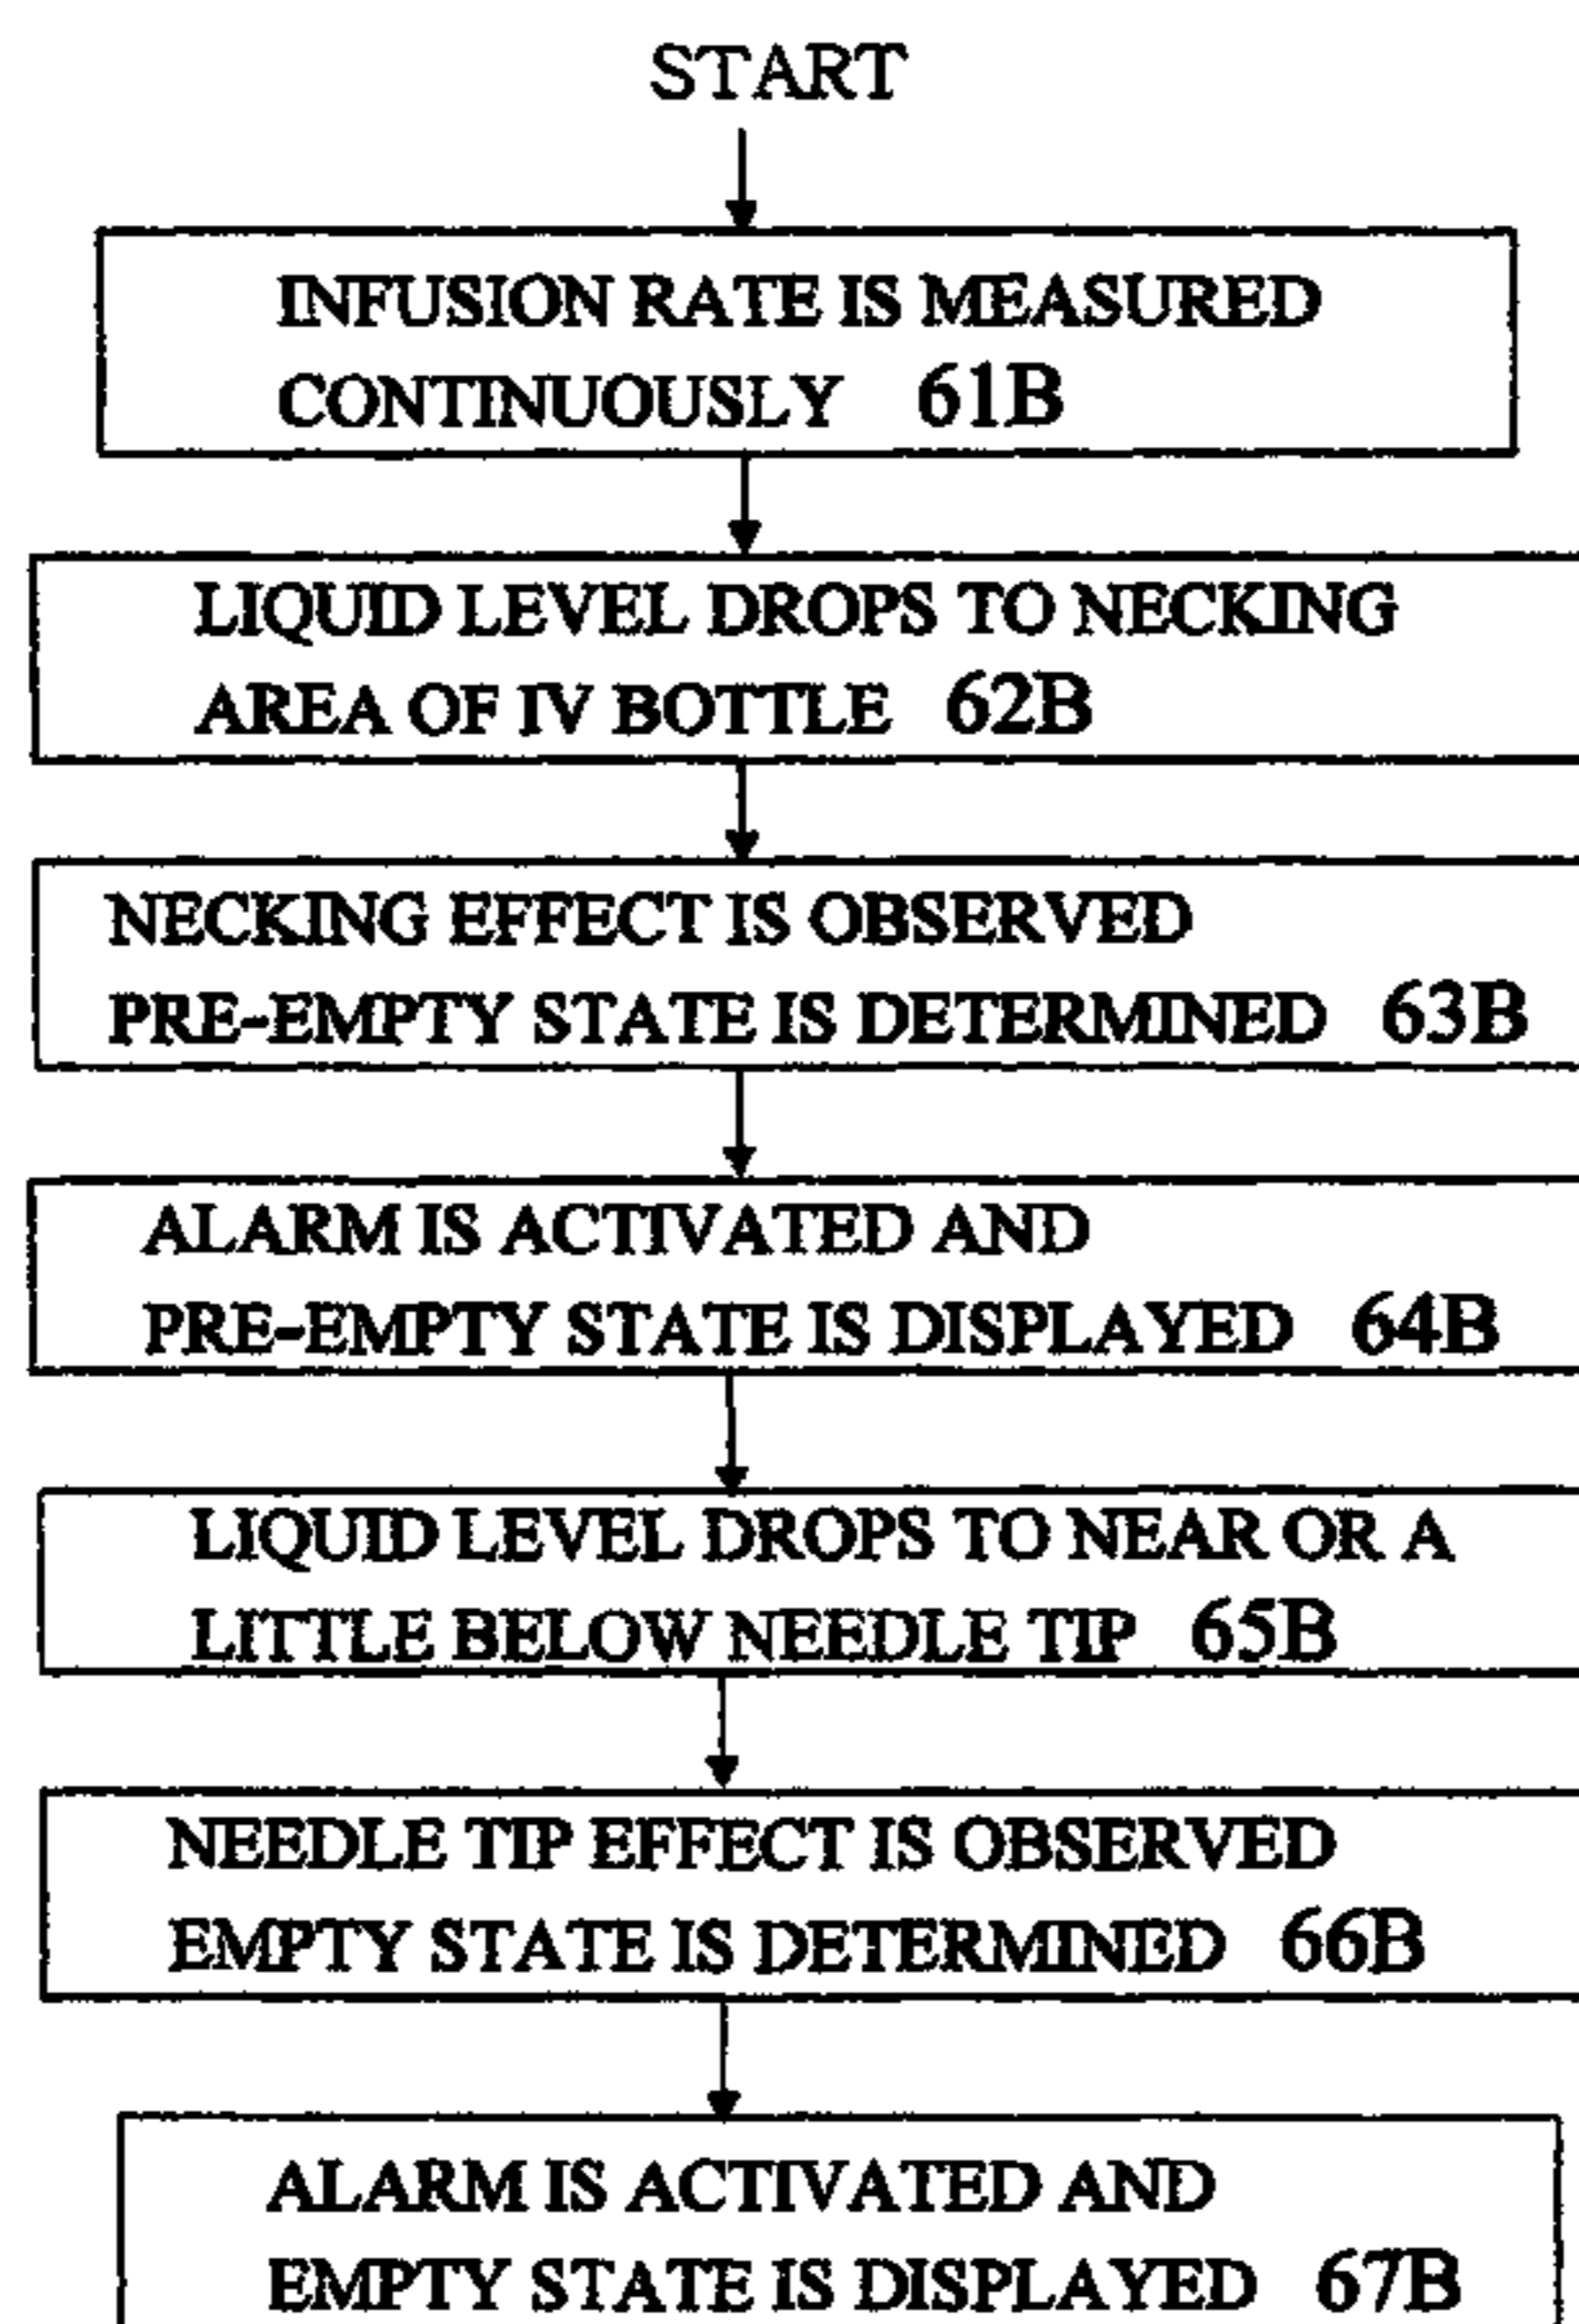 START
INFUSION RATE IS MEASURED
CONTINUOUSLY 61B
LIQUID LEVEL DROPS TO NECKING
AREA OF IV BOTTLE 62B
NECKING EFFECT IS OBSERVED
PRE-EMPTY STATE IS DETERMINED 63B
ALARM IS ACTIVATED AND
PRE-EMPTY STATE IS DISPLAYED 64B
LIQUID LEVEL DROPS TO NEAR OR A
LITTLE BELOW NEEDLE TIP 65B
NEEDLE TIP EFFECT IS OBSERVED
EMPTY STATE IS DETERMINED 66B
ALARM IS ACTIVATED AND
EMPTY STATE IS DISPLAYED 67B